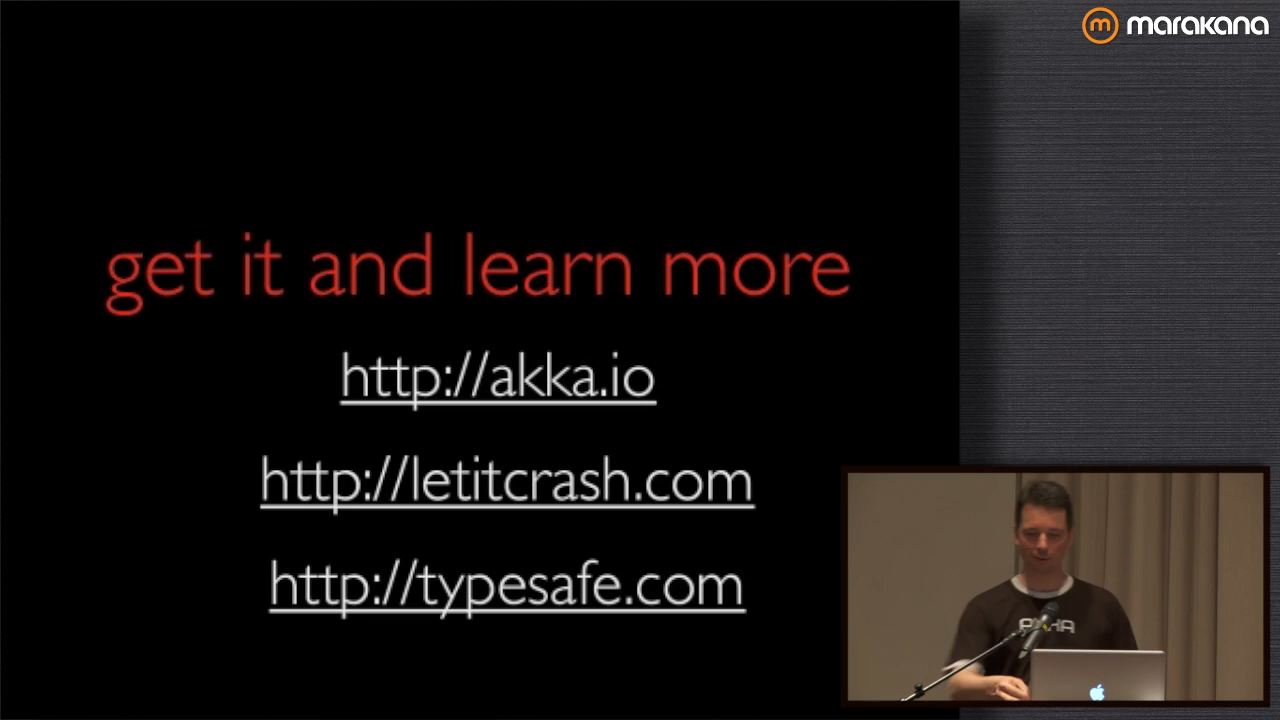 marakana
get it and learn more
http://akka.io
http://letitcrash.com
http://typesafe.com